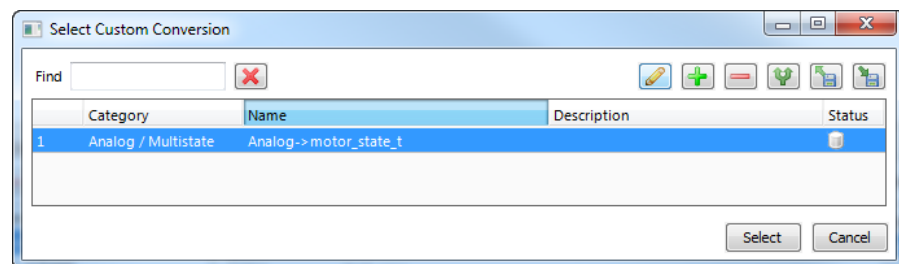 Select Custom Conversion
Find
Category Name Description Status
1 Analog / Multistate Analog->motor_state_t
Select Cancel